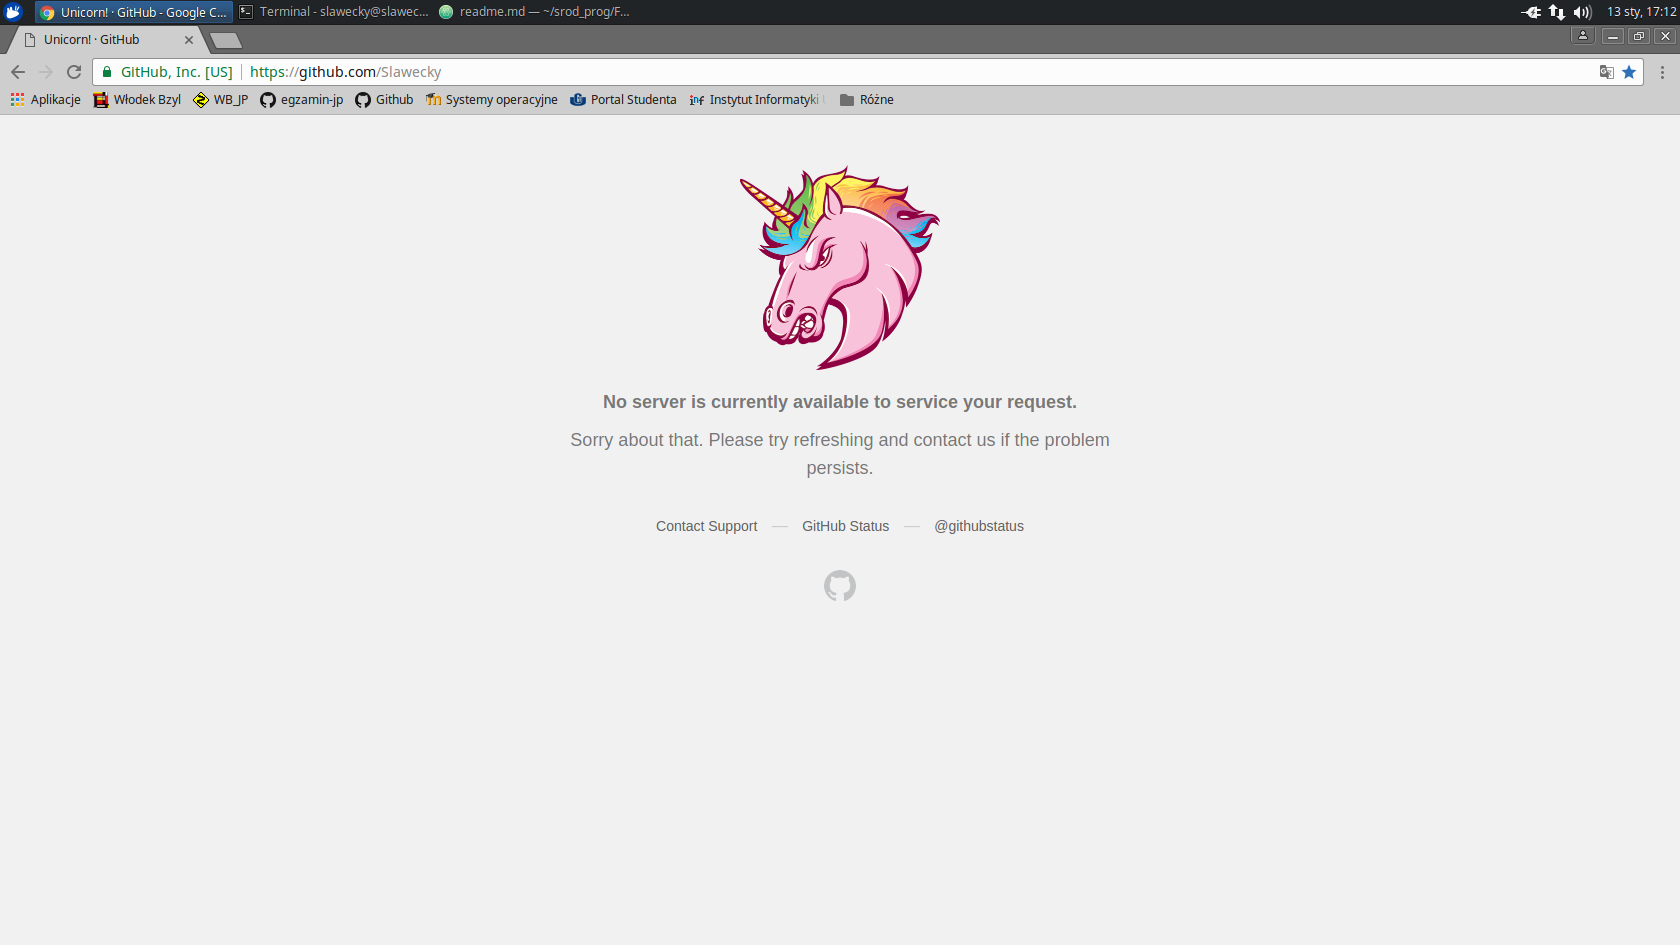 Unicorn! · GitHub - Google C...
Terminal - slawecky@slawec...
readme.md — ~/srod_prog/F...
13 sty, 17:12
Unicorn! · GitHub
GitHub, Inc. [US]
https://github.com/Slawecky
Aplikacje
Włodek Bzyl
WB_JP
egzamin-jp
Github
Systemy operacyjne
Portal Studenta
Instytut Informatyki
Różne
No server is currently available to service your request.
Sorry about that. Please try refreshing and contact us if the problem
persists.
Contact Support — GitHub Status — @githubstatus